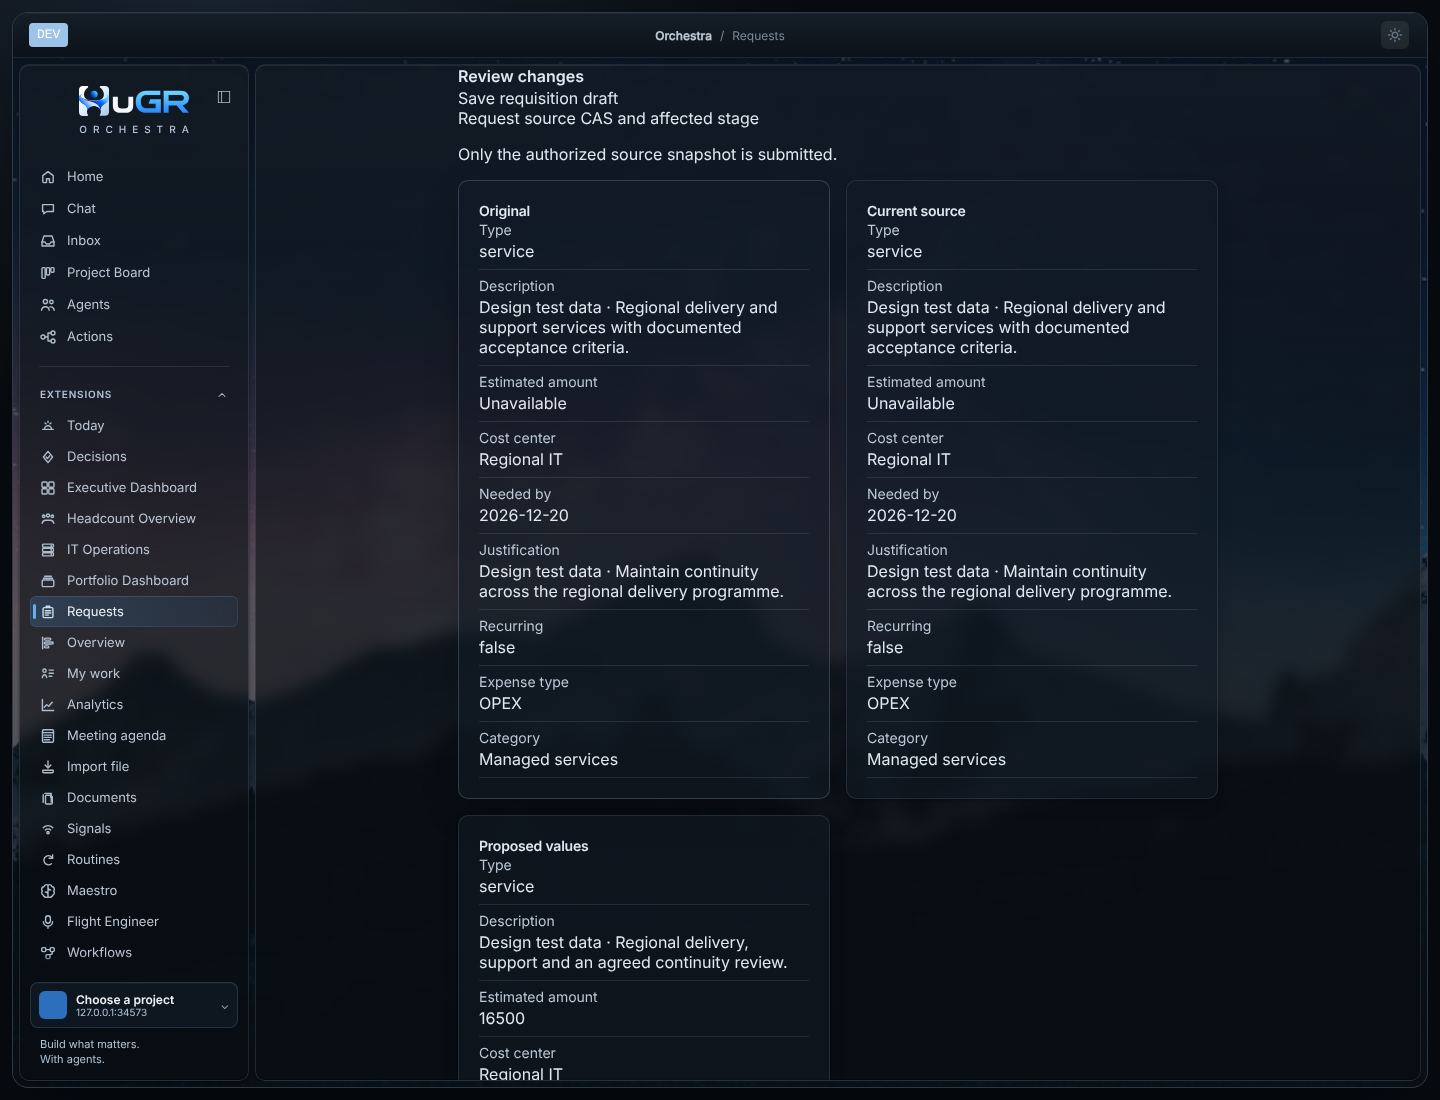 DEV
Orchestra / Requests
HuGR
ORCHESTRA
Home
Chat
Inbox
Project Board
Agents
Actions
EXTENSIONS
Today
Decisions
Executive Dashboard
Headcount Overview
IT Operations
Portfolio Dashboard
Requests
Overview
My work
Analytics
Meeting agenda
Import file
Documents
Signals
Routines
Maestro
Flight Engineer
Workflows
Choose a project
127.0.0.1:34573
Build what matters.
With agents.
Review changes
Save requisition draft
Request source CAS and affected stage
Only the authorized source snapshot is submitted.
Original
Type
service
Description
Design test data · Regional delivery and
support services with documented
acceptance criteria.
Estimated amount
Unavailable
Cost center
Regional IT
Needed by
2026-12-20
Justification
Design test data · Maintain continuity
across the regional delivery programme.
Recurring
false
Expense type
OPEX
Category
Managed services
Current source
Type
service
Description
Design test data · Regional delivery and
support services with documented
acceptance criteria.
Estimated amount
Unavailable
Cost center
Regional IT
Needed by
2026-12-20
Justification
Design test data · Maintain continuity
across the regional delivery programme.
Recurring
false
Expense type
OPEX
Category
Managed services
Proposed values
Type
service
Description
Design test data · Regional delivery,
support and an agreed continuity review.
Estimated amount
16500
Cost center
Regional IT